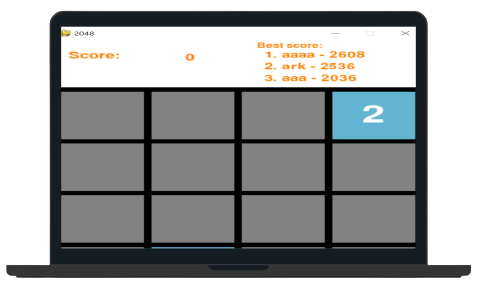 2048
Score: 0
Best score:
1. aaaa - 2608
2. ark - 2536
3. aaa - 2036
2